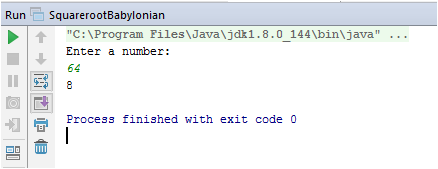 Run SquarerootBabylonian
"C:\Program Files\Java\jdk1.8.0_144\bin\java" ...
Enter a number:
64
8
Process finished with exit code 0